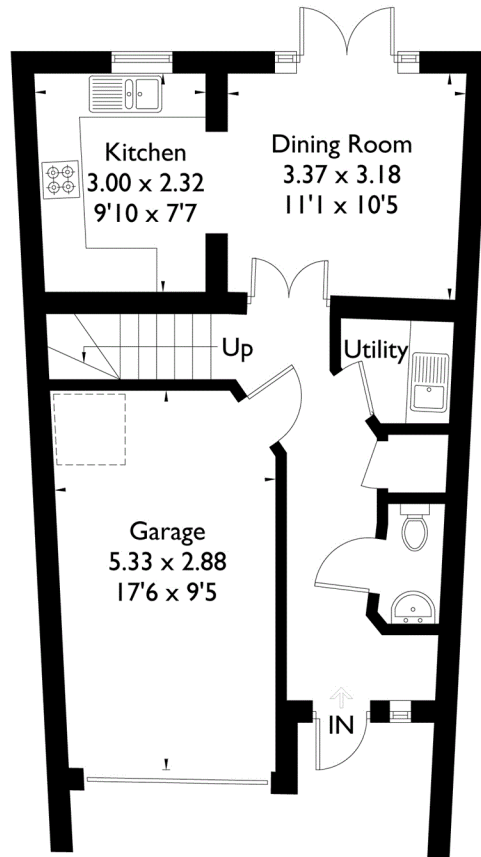 Kitchen
3.00 x 2.32
9'10 x 7'7
Dining Room
3.37 x 3.18
11'1 x 10'5
Up
Utility
Garage
5.33 x 2.88
17'6 x 9'5
IN